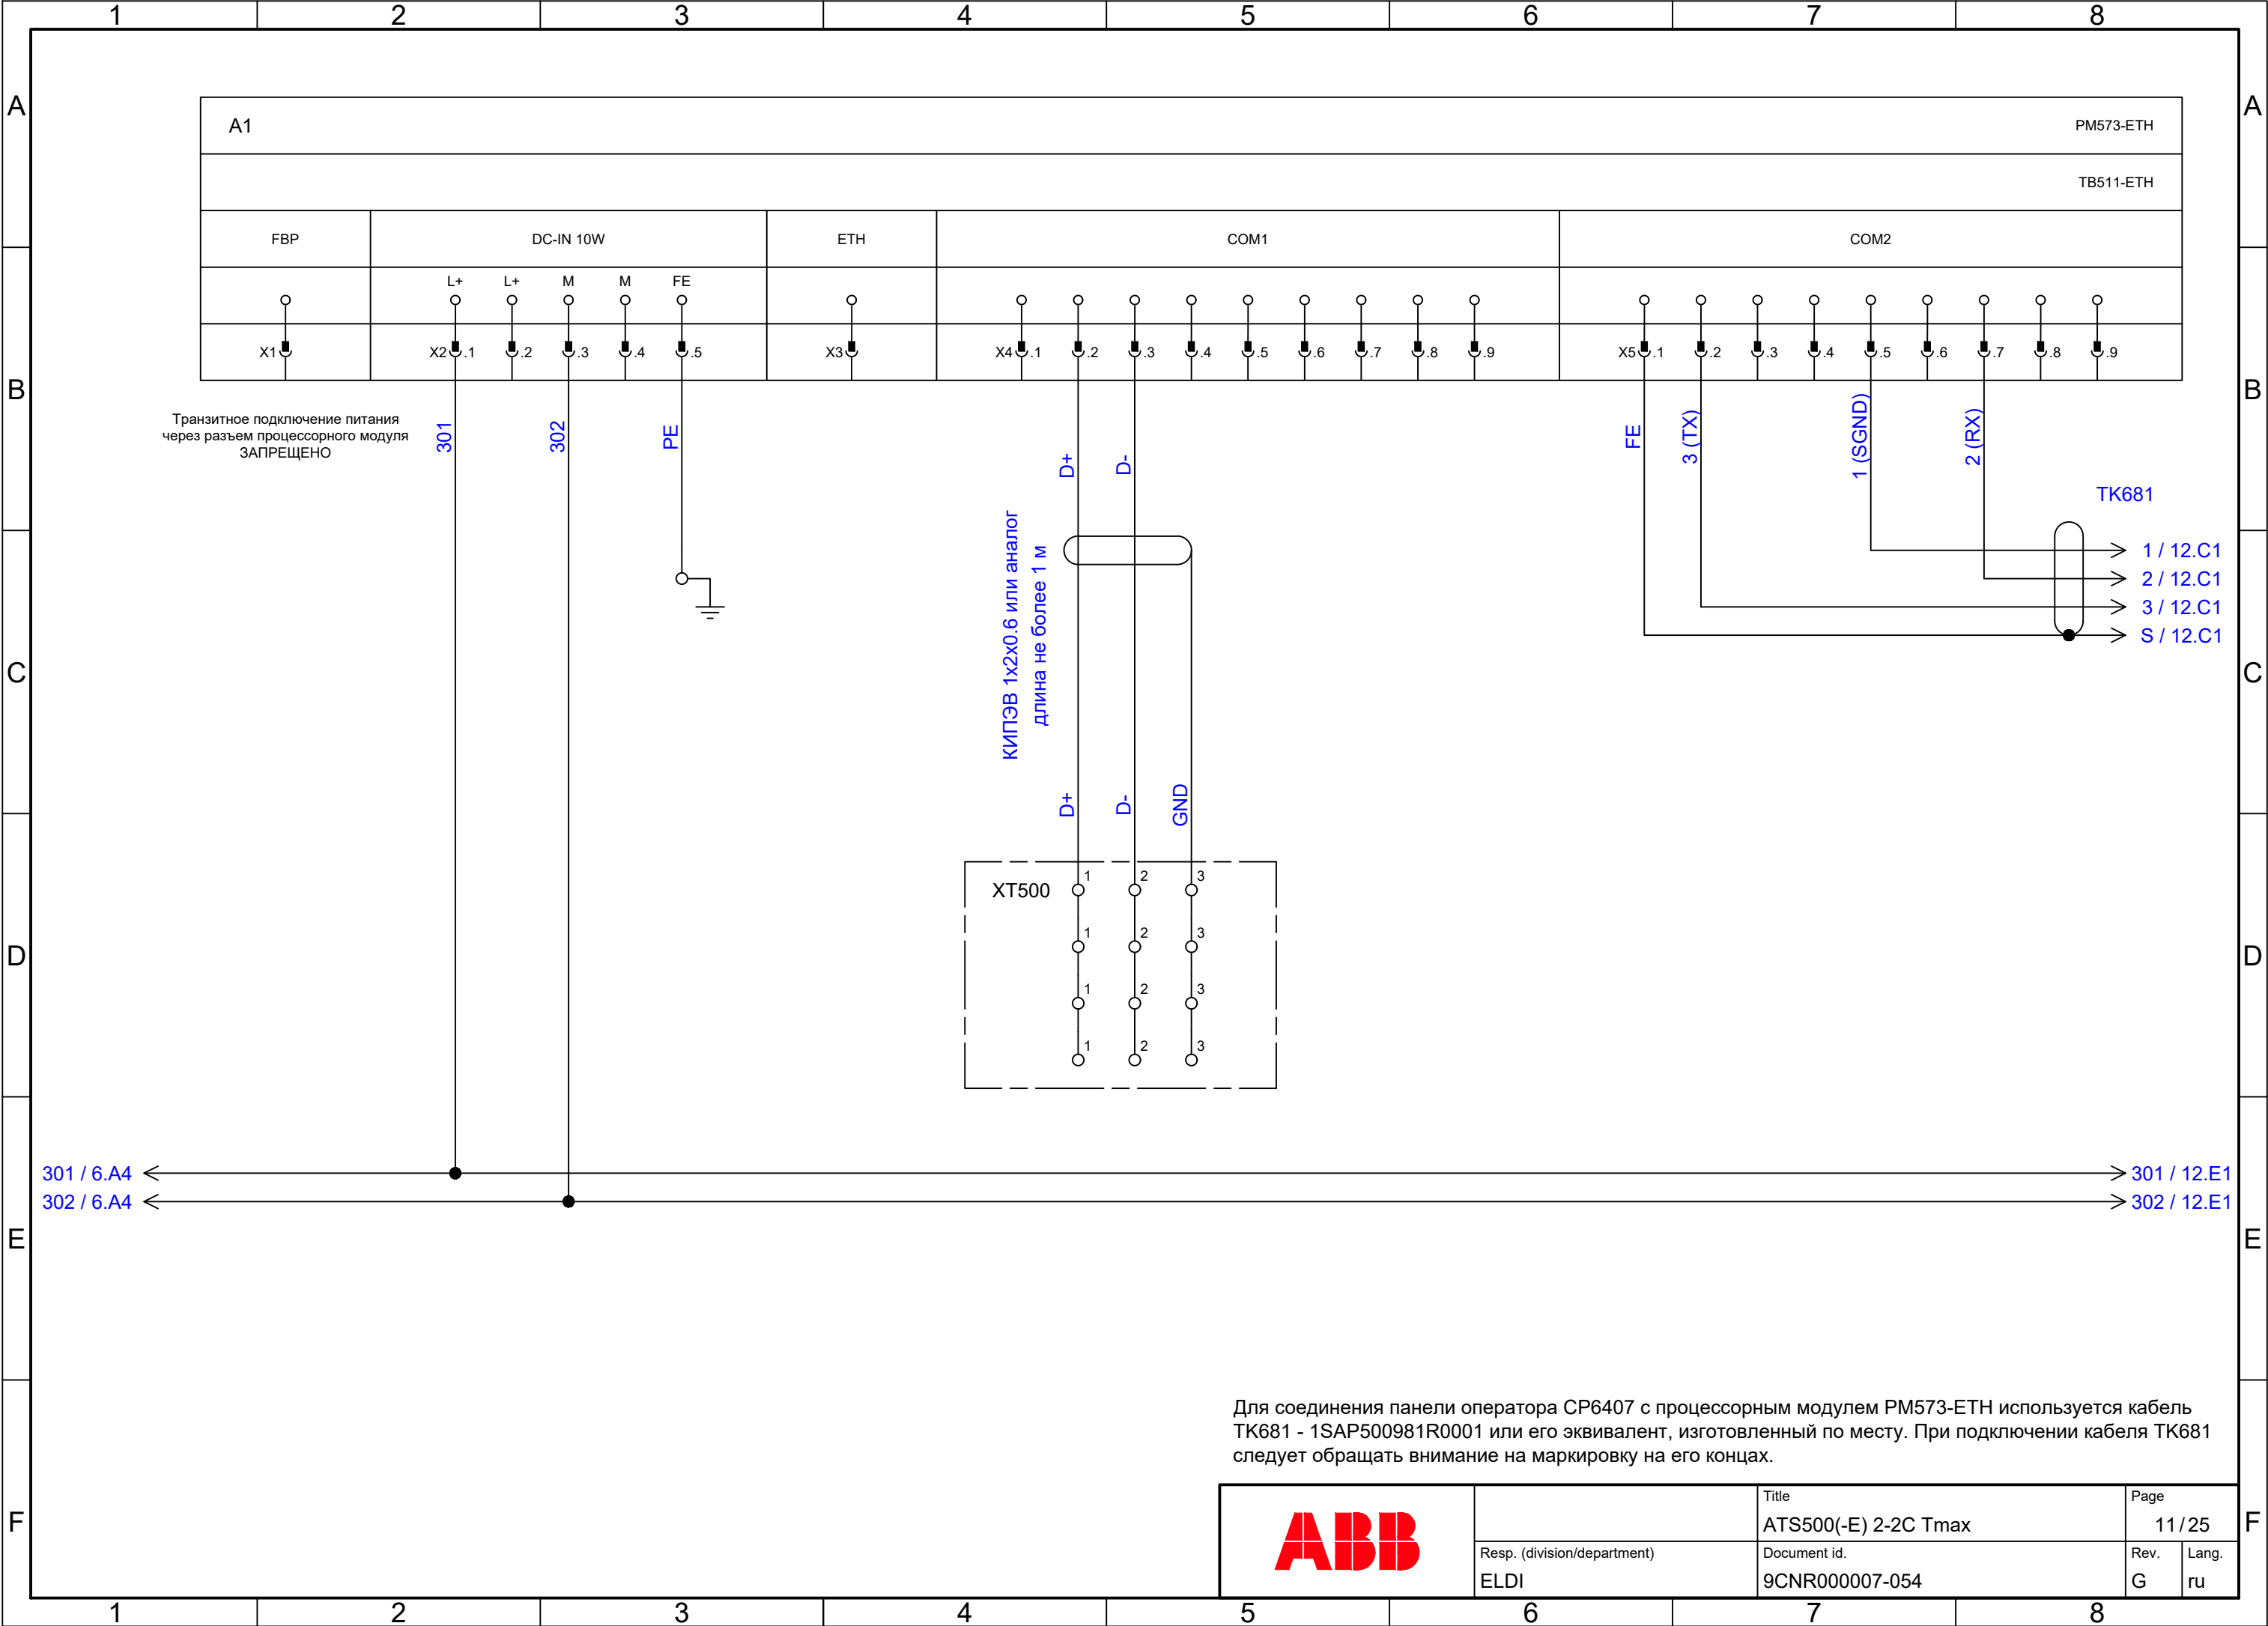 1 2 3 4 5 6 7 8
A A
A1 PM573-ETH
TB511-ETH
FBP DC-IN 10W ETH COM1 COM2
L+ L+ M M FE
X1 X2 .1 .2 .3 .4 .5 X3 X4 .1 .2 .3 .4 .5 .6 .7 .8 .9 X5 .1 .2 .3 .4 .5 .6 .7 .8 .9
B B
Транзитное подключение питания
через разъем процессорного модуля
ЗАПРЕЩЕНО
301
302
PE
D+
D-
FE
3 (TX)
1 (SGND)
2 (RX)
TK681
1 / 12.C1
2 / 12.C1
3 / 12.C1
S / 12.C1
КИПЭВ 1x2x0.6 или аналог
длина не более 1 м
C C
D+
D-
GND
XT500 1 2 3
1 2 3
1 2 3
1 2 3
D D
301 / 6.A4 301 / 12.E1
302 / 6.A4 302 / 12.E1
E E
Для соединения панели оператора CP6407 с процессорным модулем PM573-ETH используется кабель
TK681 - 1SAP500981R0001 или его эквивалент, изготовленный по месту. При подключении кабеля TK681
следует обращать внимание на маркировку на его концах.
F F
ABB
Title
ATS500(-E) 2-2C Tmax
Page
11 / 25
Resp. (division/department)
ELDI
Document id.
9CNR000007-054
Rev.
G
Lang.
ru
1 2 3 4 5 6 7 8